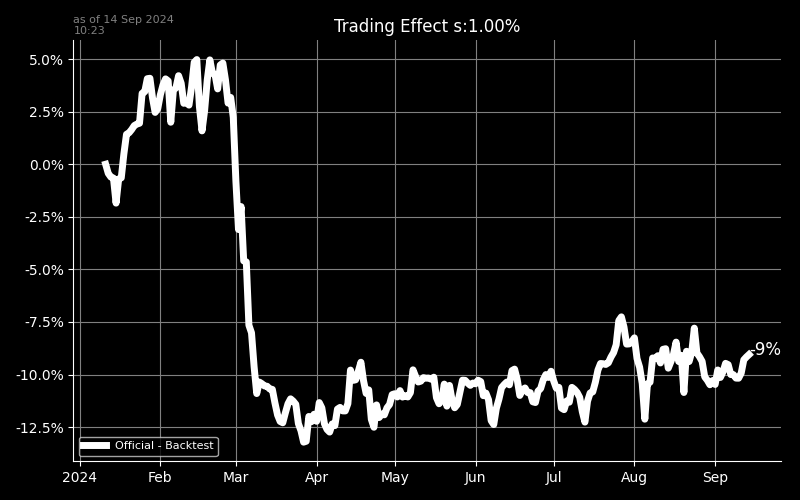 as of 14 Sep 2024
10:23
Trading Effect s:1.00%
5.0%
2.5%
0.0%
-2.5%
-5.0%
-7.5%
-10.0%
-12.5%
-9%
Official - Backtest
2024 Feb Mar Apr May Jun Jul Aug Sep